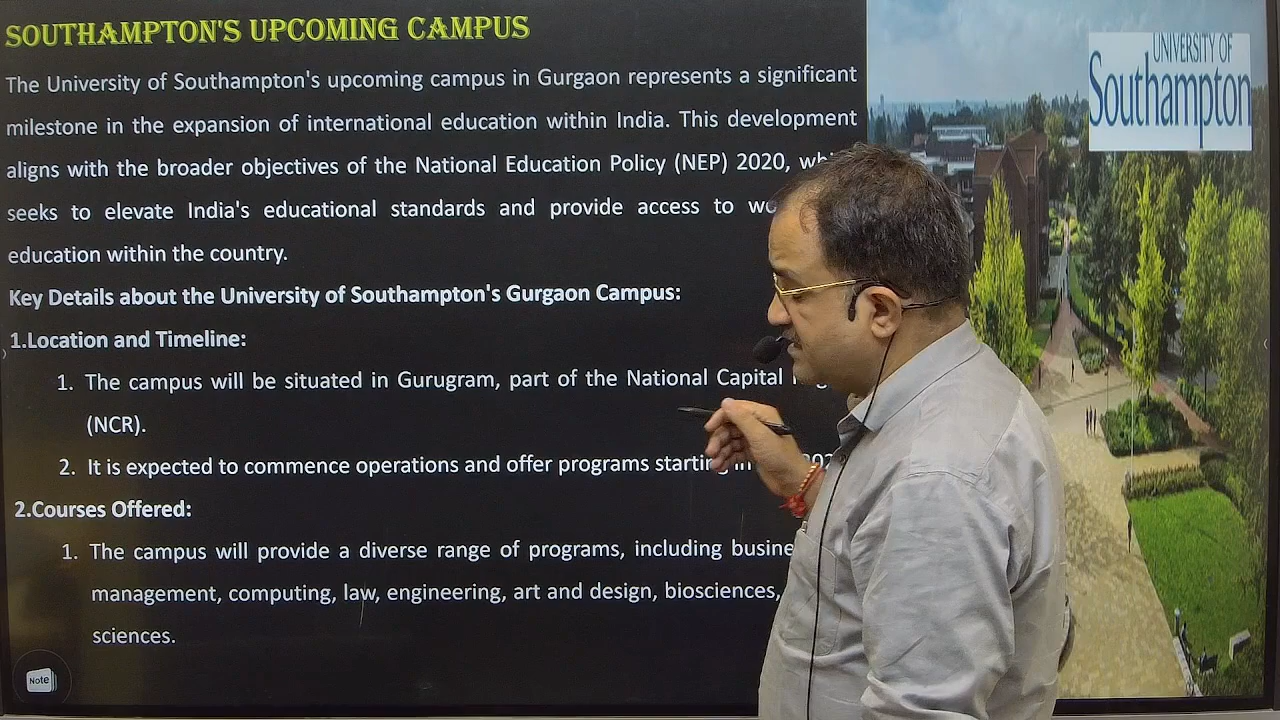 SOUTHAMPTON'S UPCOMING CAMPUS
The University of Southampton's upcoming campus in Gurgaon represents a significant
milestone in the expansion of international education within India. This development
aligns with the broader objectives of the National Education Policy (NEP) 2020,
seeks to elevate India's educational standards and provide access to
education within the country.
Key Details about the University of Southampton's Gurgaon Campus:
1.Location and Timeline:
1. The campus will be situated in Gurugram, part of the National Capital
(NCR).
2. It is expected to commence operations and offer programs starting in
2.Courses Offered:
1. The campus will provide a diverse range of programs, including
management, computing, law, engineering, art and design, biosciences,
sciences.
Note
UNIVERSITY OF
Southampton